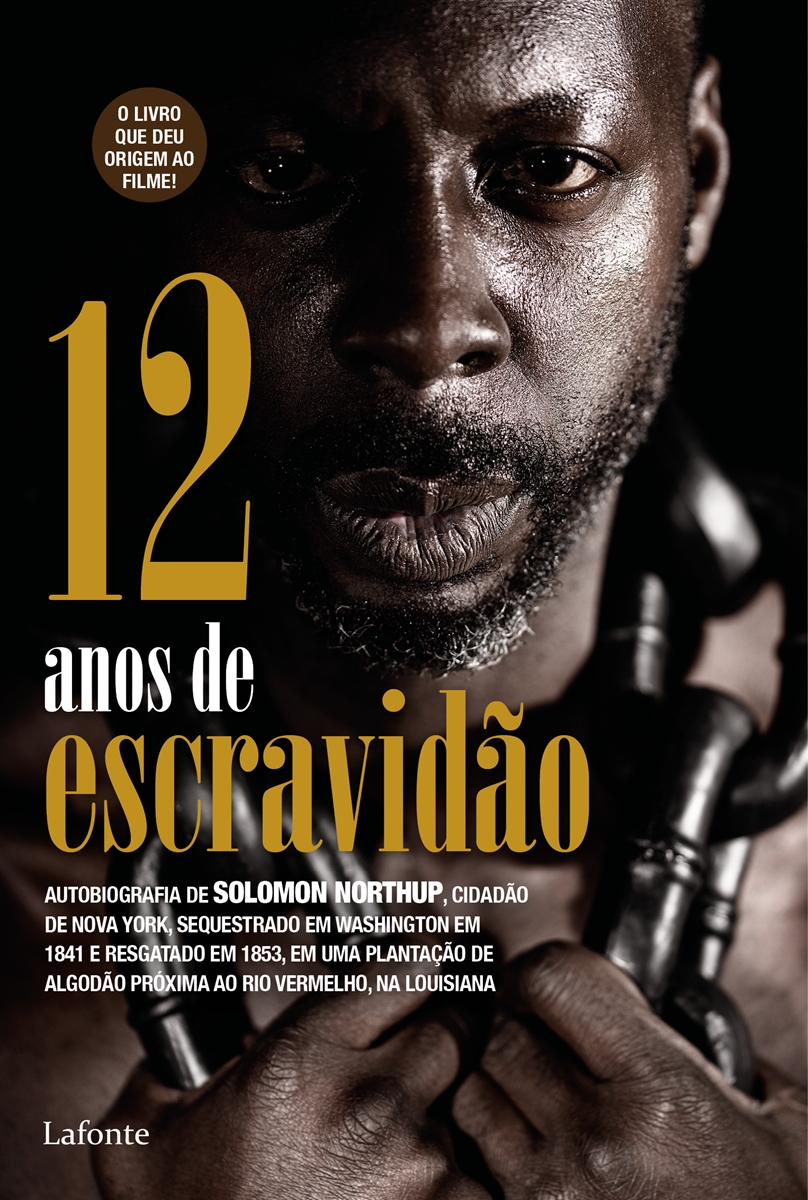 O LIVRO
QUE DEU
ORIGEM AO
FILME!
12
anos de
escravidão
AUTOBIOGRAFIA DE SOLOMON NORTHUP, CIDADÃO
DE NOVA YORK, SEQUESTRADO EM WASHINGTON EM
1841 E RESGATADO EM 1853, EM UMA PLANTAÇÃO DE
ALGODÃO PRÓXIMA AO RIO VERMELHO, NA LOUISIANA
Lafonte